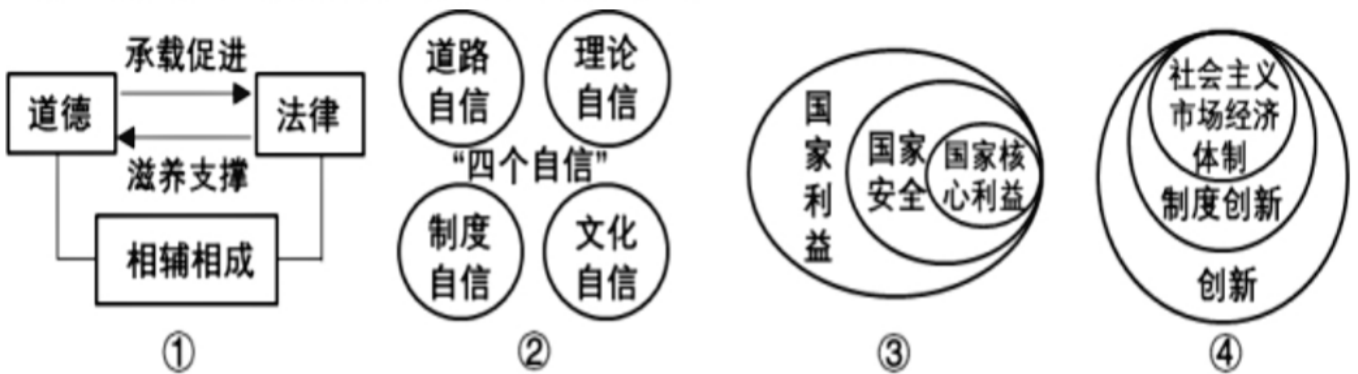 承载促进
道德
法律
滋养支撑
相辅相成
①
道路
自信
理论
自信
“四个自信”
制度
自信
文化
自信
②
国
家
利
益
国家
安全
国家核
心利益
③
社会主义
市场经济
体制
制度创新
创新
④